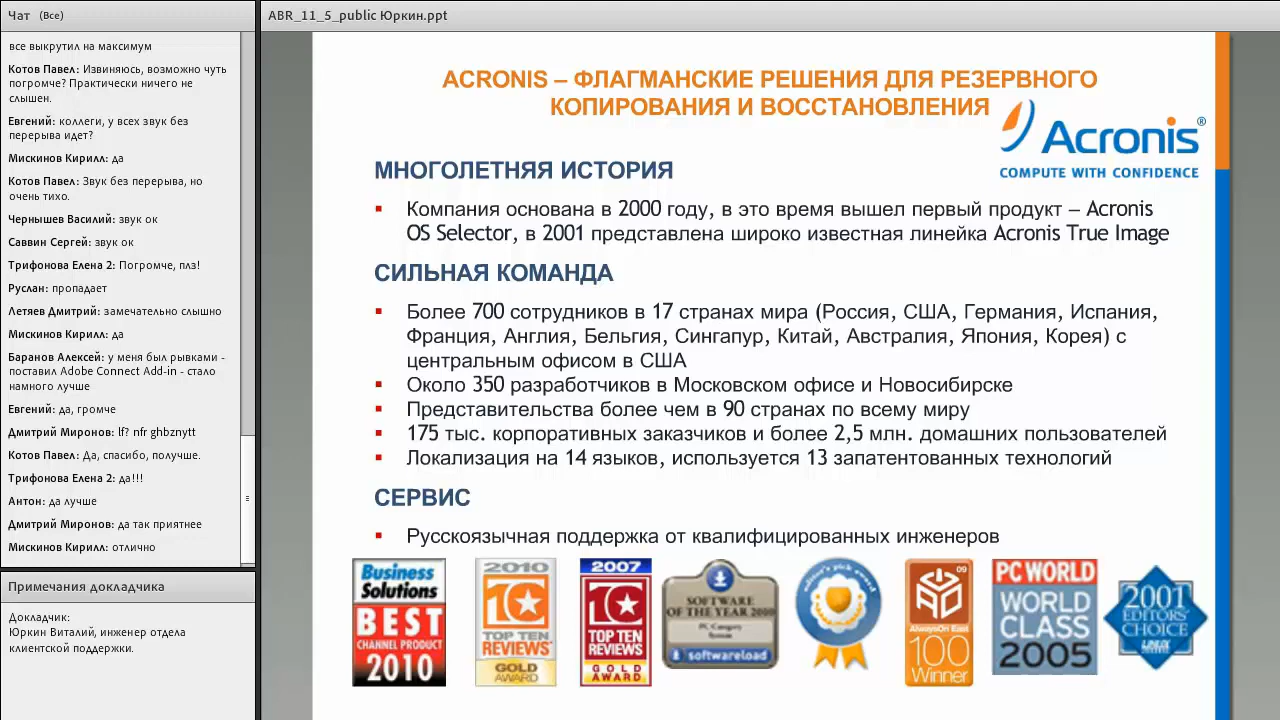 Чат (Все)
все выкрутил на максимум
Котов Павел: Извиняюсь, возможно чуть
погромче? Практически ничего не
слышен.
Евгений: коллеги, у всех звук без
перерыва идет?
Мискинов Кирилл: да
Котов Павел: Звук без перерыва, но
очень тихо.
Чернышев Василий: звук ок
Саввин Сергей: звук ок
Трифонова Елена 2: Погромче, плз!
Руслан: пропадает
Летяев Дмитрий: замечательно слышно
Мискинов Кирилл: да
Баранов Алексей: у меня был рывками -
поставил Adobe Connect Add-in - стало
намного лучше
Евгений: да, громче
Дмитрий Миронов: lf? nfr ghbznytt
Котов Павел: Да, спасибо, получше.
Трифонова Елена 2: да!!!
Антон: да лучше
Дмитрий Миронов: да так приятнее
Мискинов Кирилл: отлично
Примечания докладчика
Докладчик:
Юркин Виталий, инженер отдела
клиентской поддержки.
ABR_11_5_public Юркин.ppt
ACRONIS – ФЛАГМАНСКИЕ РЕШЕНИЯ ДЛЯ РЕЗЕРВНОГО
КОПИРОВАНИЯ И ВОССТАНОВЛЕНИЯ
Acronis®
COMPUTE WITH CONFIDENCE
МНОГОЛЕТНЯЯ ИСТОРИЯ
Компания основана в 2000 году, в это время вышел первый продукт – Acronis
OS Selector, в 2001 представлена широко известная линейка Acronis True Image
СИЛЬНАЯ КОМАНДА
Более 700 сотрудников в 17 странах мира (Россия, США, Германия, Испания,
Франция, Англия, Бельгия, Сингапур, Китай, Австралия, Япония, Корея) с
центральным офисом в США
Около 350 разработчиков в Московском офисе и Новосибирске
Представительства более чем в 90 странах по всему миру
175 тыс. корпоративных заказчиков и более 2,5 млн. домашних пользователей
Локализация на 14 языков, используется 13 запатентованных технологий
СЕРВИС
Русскоязычная поддержка от квалифицированных инженеров
Business
Solutions
BEST
CHANNEL PRODUCT
2010
2010
TOP TEN
REVIEWS
GOLD
AWARD
2007
TOP TEN
REVIEWS
GOLD
AWARD
SOFTWARE
OF THE YEAR
PC-Category
System
softwareload
editor's pick award
09
AlwaysOn East
100
Winner
PC WORLD
WORLD
CLASS
2005
2001
EDITORS'
CHOICE